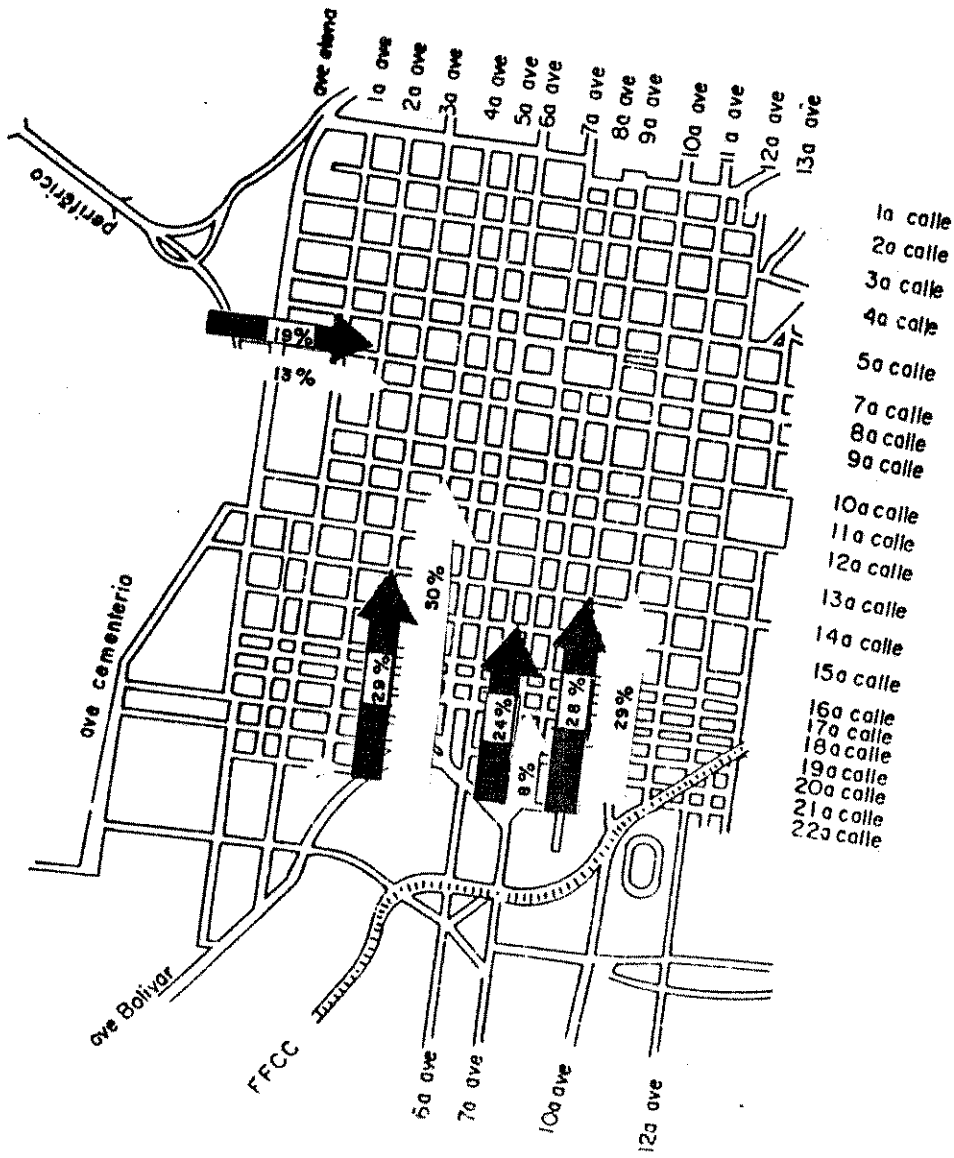 ave elena
1a ave
2a ave
3a ave
4a ave
5a ave
6a ave
7a ave
8a ave
9a ave
10a ave
11a ave
12a ave
13a ave
periférico
1a calle
2a calle
3a calle
4a calle
5a calle
7a calle
8a calle
9a calle
10a calle
11a calle
12a calle
13a calle
14a calle
15a calle
16a calle
17a calle
18a calle
19a calle
20a calle
21a calle
22a calle
19%
13%
50%
29%
24%
8%
28%
29%
ave cementerio
ave Bolivar
FFCC
6a ave
7a ave
10a ave
12a ave